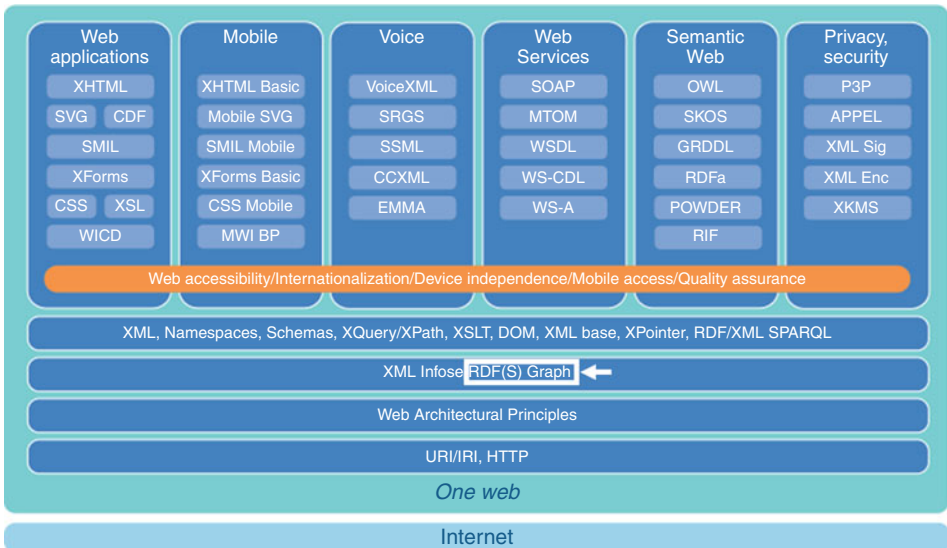 Web applications
XHTML
SVG CDF
SMIL
XForms
CSS XSL
WICD
Mobile
XHTML Basic
Mobile SVG
SMIL Mobile
XForms Basic
CSS Mobile
MWI BP
Voice
VoiceXML
SRGS
SSML
CCXML
EMMA
Web Services
SOAP
MTOM
WSDL
WS-CDL
WS-A
Semantic Web
OWL
SKOS
GRDDL
RDFa
POWDER
RIF
Privacy, security
P3P
APPEL
XML Sig
XML Enc
XKMS
Web accessibility/Internationalization/Device independence/Mobile access/Quality assurance
XML, Namespaces, Schemas, XQuery/XPath, XSLT, DOM, XML base, XPointer, RDF/XML SPARQL
XML Infose RDF(S) Graph
Web Architectural Principles
URI/IRI, HTTP
One web
Internet